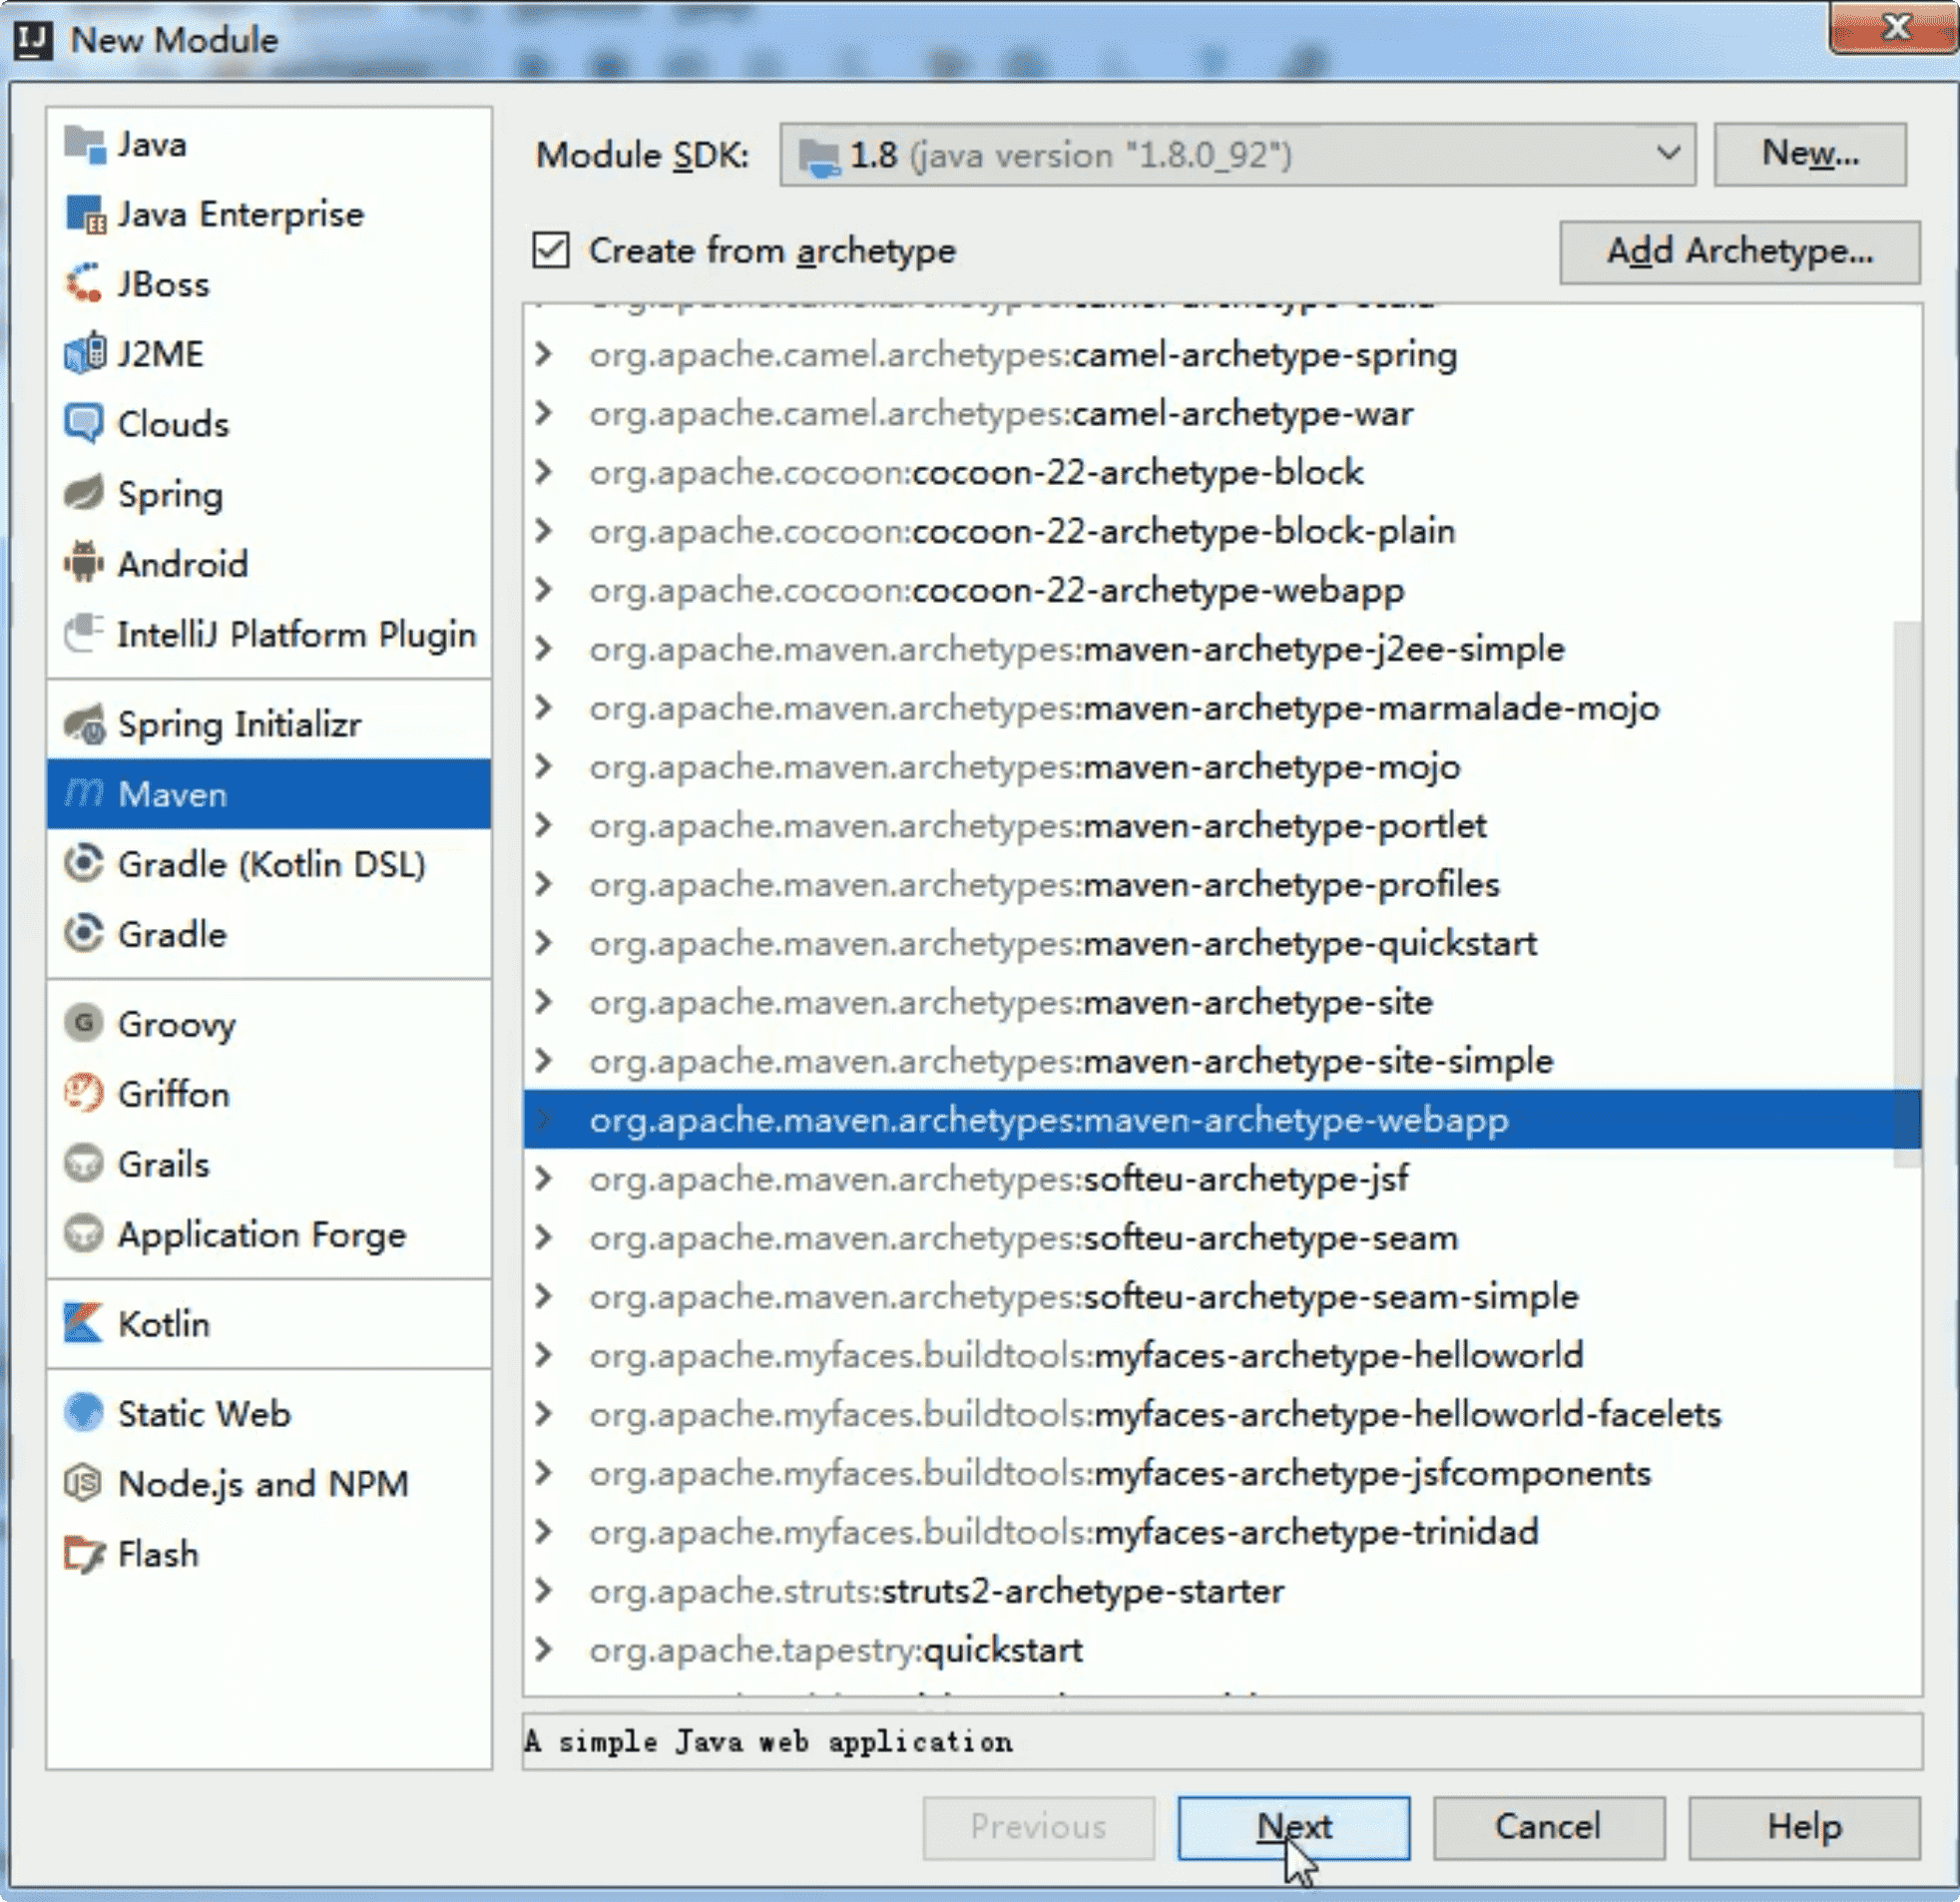 New Module
Java
Java Enterprise
JBoss
J2ME
Clouds
Spring
Android
IntelliJ Platform Plugin
Spring Initializr
Maven
Gradle (Kotlin DSL)
Gradle
Groovy
Griffon
Grails
Application Forge
Kotlin
Static Web
Node.js and NPM
Flash
Module SDK: 1.8 (java version "1.8.0_92") New...
Create from archetype Add Archetype...
org.apache.camel.archetypes:camel-archetype-spring
org.apache.camel.archetypes:camel-archetype-war
org.apache.cocoon:cocoon-22-archetype-block
org.apache.cocoon:cocoon-22-archetype-block-plain
org.apache.cocoon:cocoon-22-archetype-webapp
org.apache.maven.archetypes:maven-archetype-j2ee-simple
org.apache.maven.archetypes:maven-archetype-marmalade-mojo
org.apache.maven.archetypes:maven-archetype-mojo
org.apache.maven.archetypes:maven-archetype-portlet
org.apache.maven.archetypes:maven-archetype-profiles
org.apache.maven.archetypes:maven-archetype-quickstart
org.apache.maven.archetypes:maven-archetype-site
org.apache.maven.archetypes:maven-archetype-site-simple
org.apache.maven.archetypes:maven-archetype-webapp
org.apache.maven.archetypes:softeu-archetype-jsf
org.apache.maven.archetypes:softeu-archetype-seam
org.apache.maven.archetypes:softeu-archetype-seam-simple
org.apache.myfaces.buildtools:myfaces-archetype-helloworld
org.apache.myfaces.buildtools:myfaces-archetype-helloworld-facelets
org.apache.myfaces.buildtools:myfaces-archetype-jsfcomponents
org.apache.myfaces.buildtools:myfaces-archetype-trinidad
org.apache.struts:struts2-archetype-starter
org.apache.tapestry:quickstart
A simple Java web application
Previous Next Cancel Help